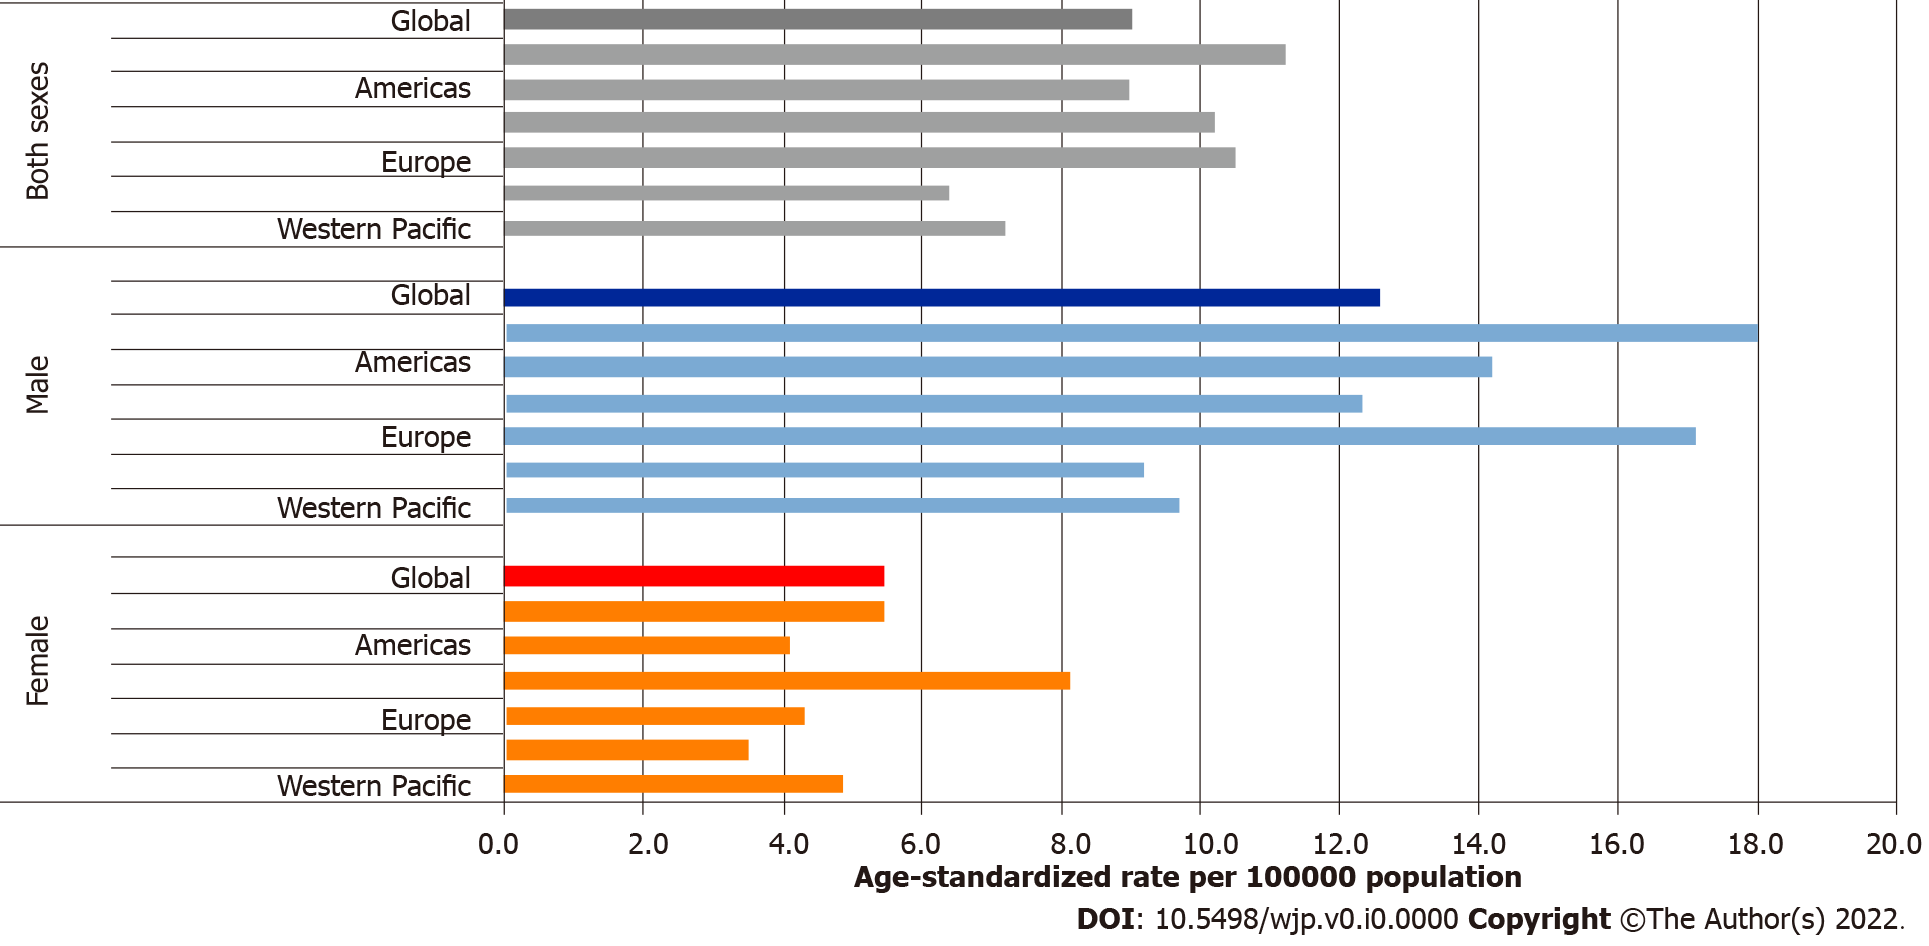 Both sexes
Global
Americas
Europe
Western Pacific
Male
Global
Americas
Europe
Western Pacific
Female
Global
Americas
Europe
Western Pacific
0.0 2.0 4.0 6.0 8.0 10.0 12.0 14.0 16.0 18.0 20.0
Age-standardized rate per 100000 population
DOI: 10.5498/wjp.v0.i0.0000 Copyright ©The Author(s) 2022.